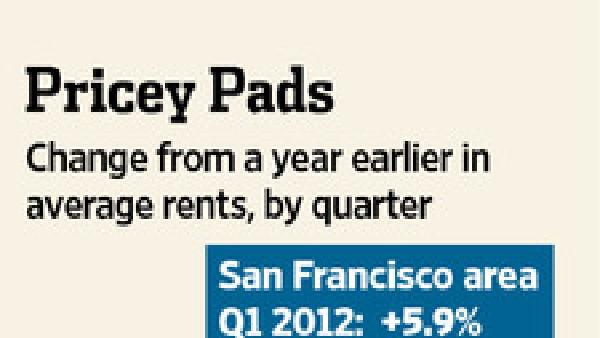 Pricey Pads
Change from a year earlier in
average rents, by quarter
San Francisco area
Q1 2012: +5.9%